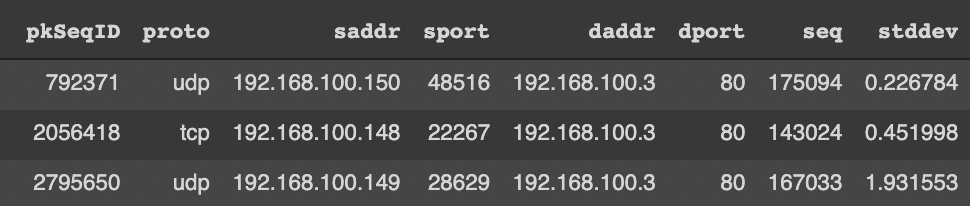 pkSeqID proto saddr sport daddr dport seq stddev
792371 udp 192.168.100.150 48516 192.168.100.3 80 175094 0.226784
2056418 tcp 192.168.100.148 22267 192.168.100.3 80 143024 0.451998
2795650 udp 192.168.100.149 28629 192.168.100.3 80 167033 1.931553